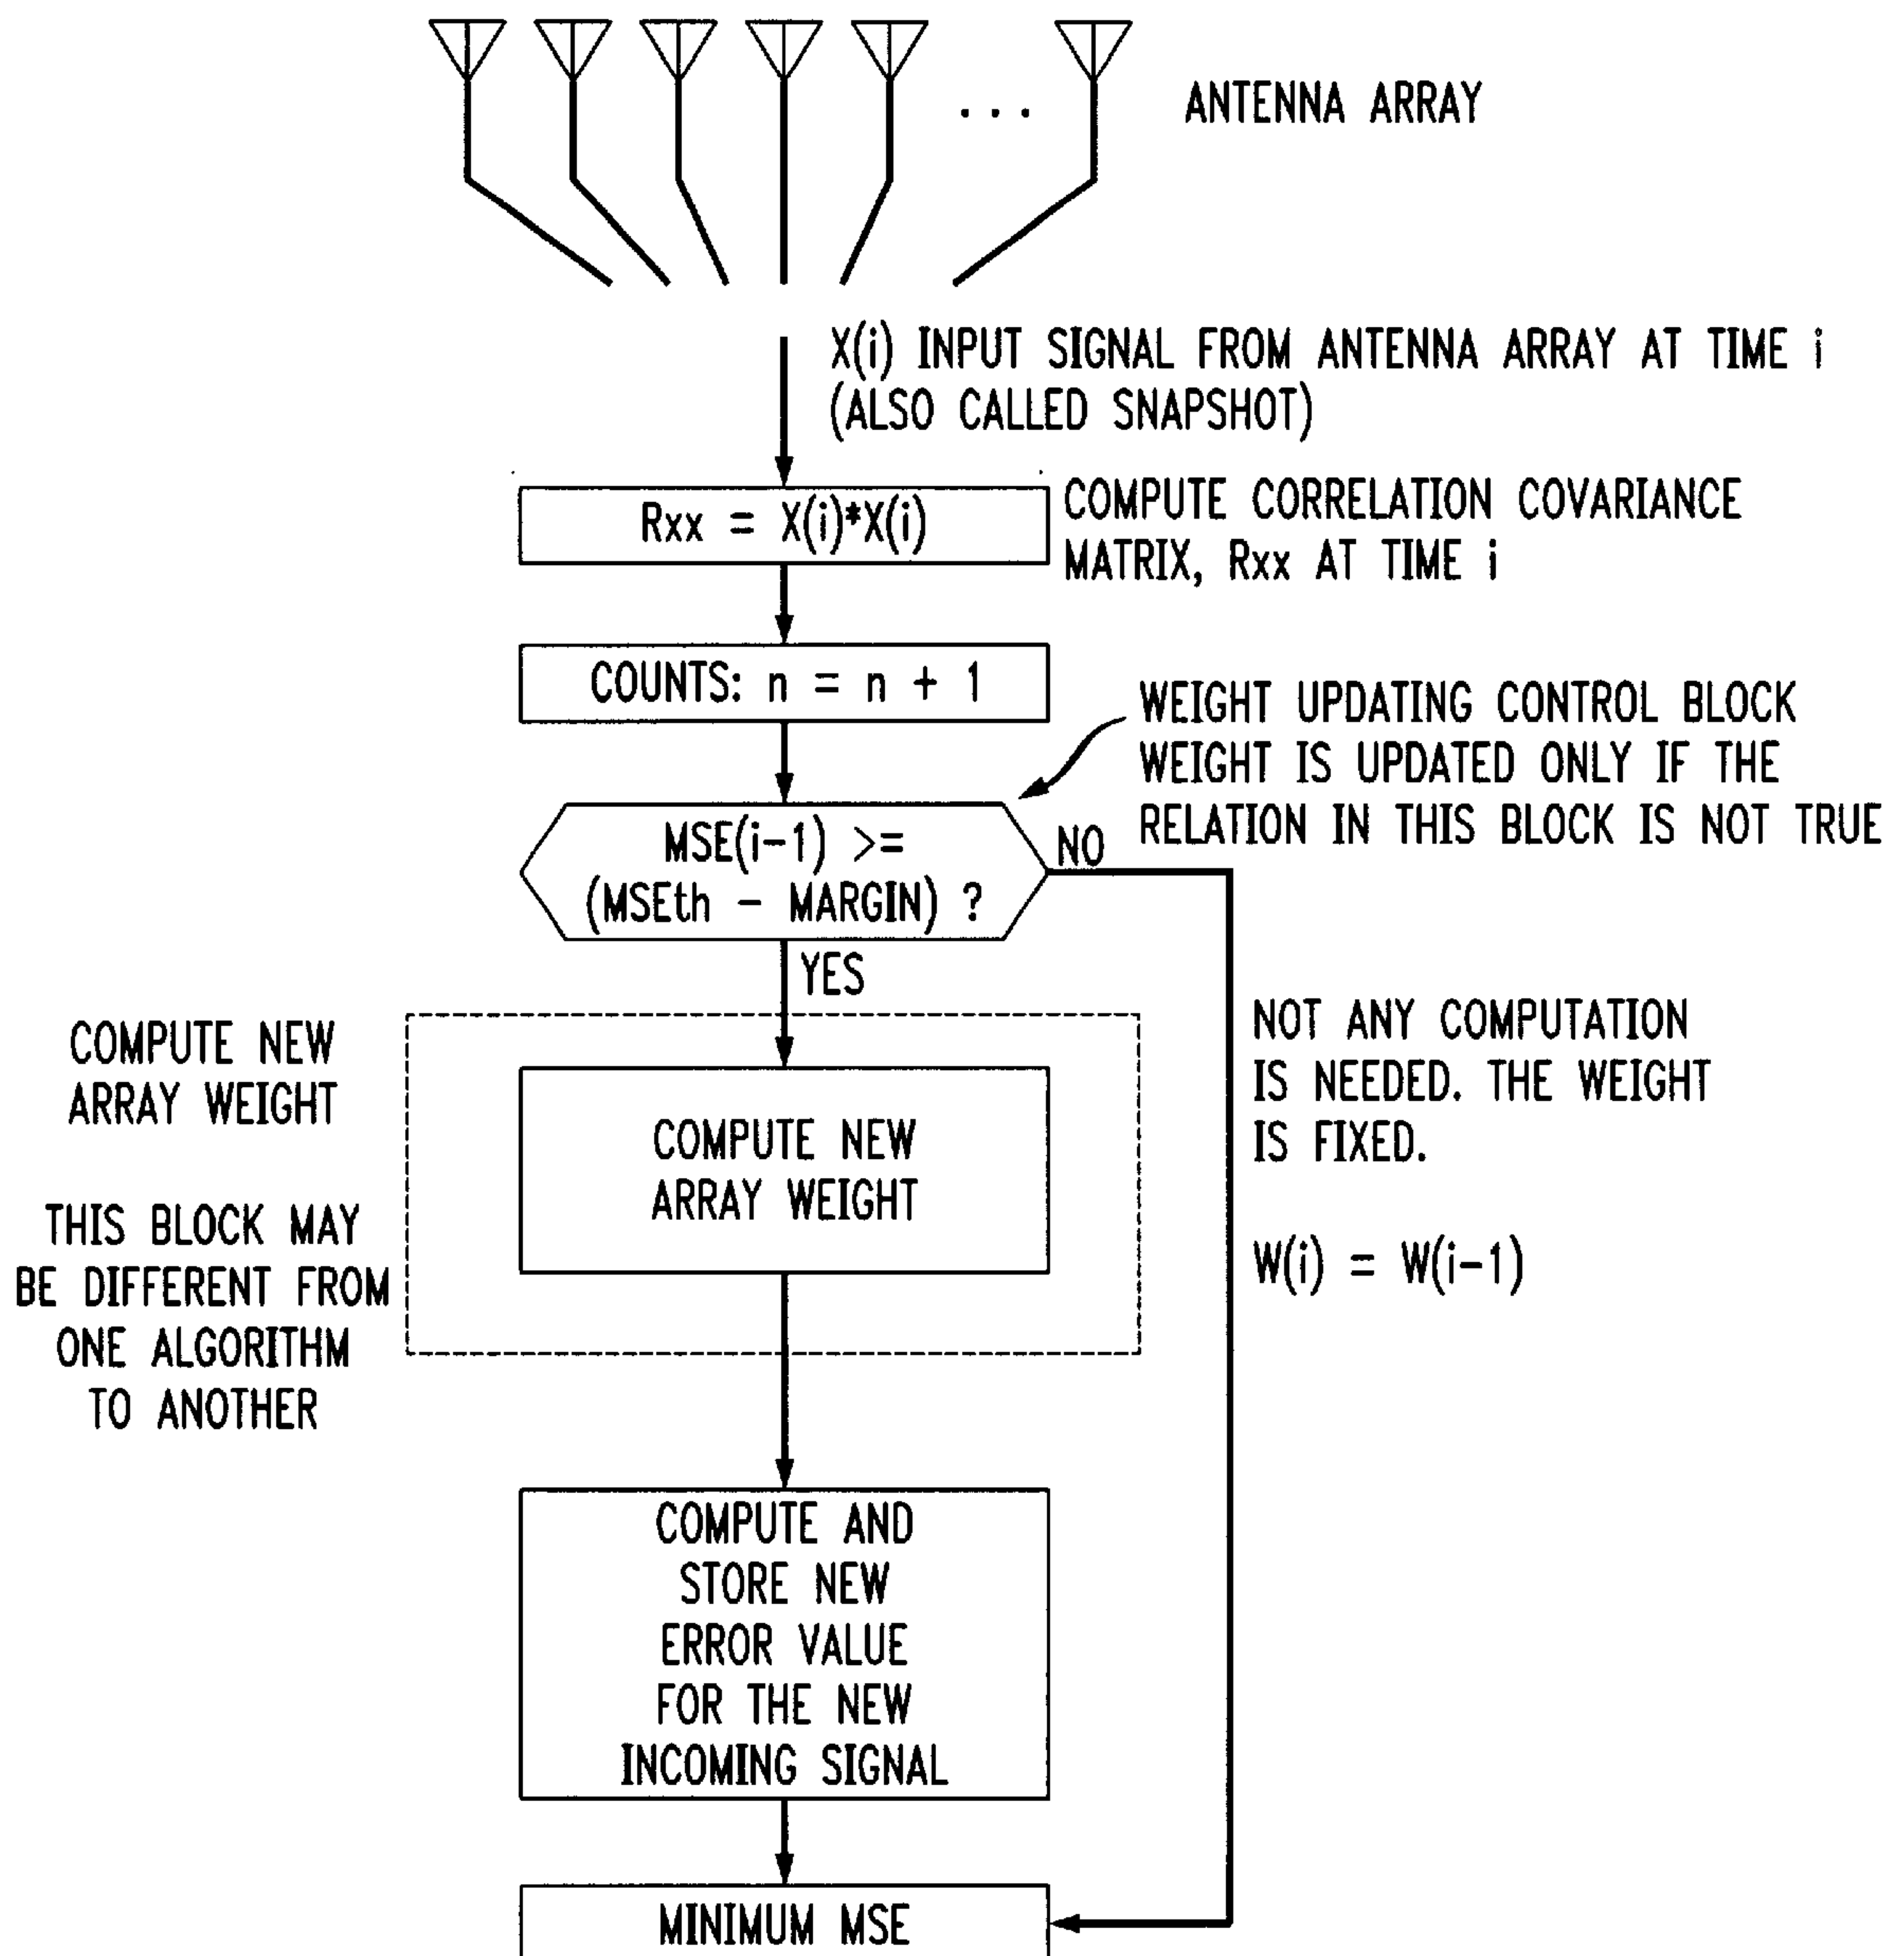 ANTENNA ARRAY
. . .
X(i) INPUT SIGNAL FROM ANTENNA ARRAY AT TIME i
(ALSO CALLED SNAPSHOT)
Rxx = X(i)*X(i)
COMPUTE CORRELATION COVARIANCE
MATRIX, Rxx AT TIME i
COUNTS: n = n + 1
WEIGHT UPDATING CONTROL BLOCK
WEIGHT IS UPDATED ONLY IF THE
RELATION IN THIS BLOCK IS NOT TRUE
MSE(i-1) >=
(MSEth - MARGIN) ?
NO
YES
COMPUTE NEW
ARRAY WEIGHT
THIS BLOCK MAY
BE DIFFERENT FROM
ONE ALGORITHM
TO ANOTHER
COMPUTE NEW
ARRAY WEIGHT
NOT ANY COMPUTATION
IS NEEDED. THE WEIGHT
IS FIXED.
W(i) = W(i-1)
COMPUTE AND
STORE NEW
ERROR VALUE
FOR THE NEW
INCOMING SIGNAL
MINIMUM MSE